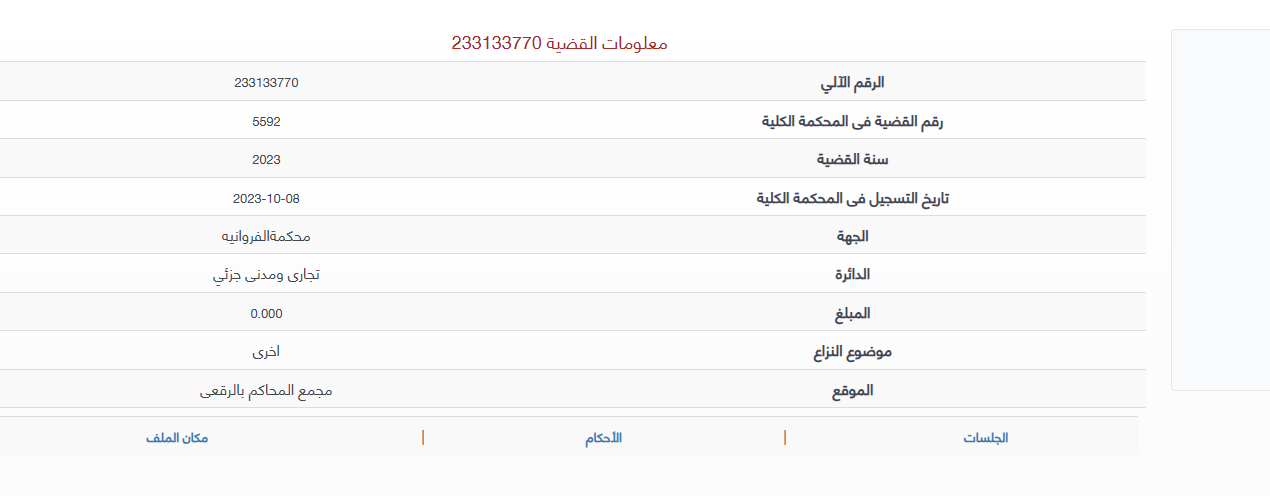 معلومات القضية 233133770
الرقم الآلي 233133770
رقم القضية فى المحكمة الكلية 5592
سنة القضية 2023
تاريخ التسجيل فى المحكمة الكلية 2023-10-08
الجهة محكمةالفروانيه
الدائرة تجارى ومدنى جزئي
المبلغ 0.000
موضوع النزاع اخرى
الموقع مجمع المحاكم بالرقعى
الجلسات | الأحكام | مكان الملف